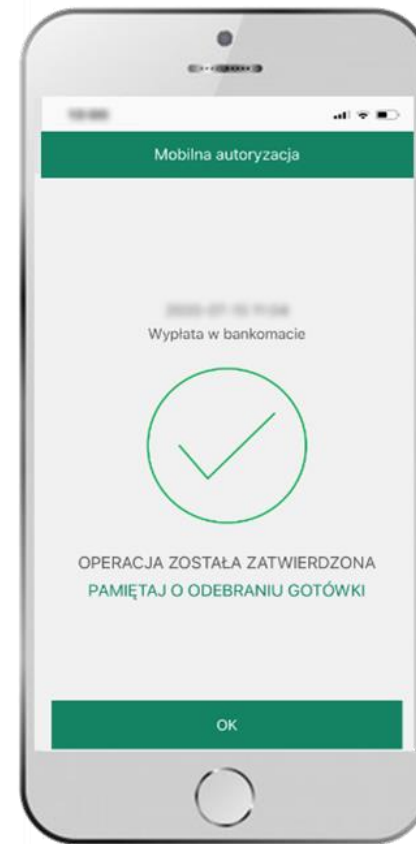 Mobilna autoryzacja
Wypłata w bankomacie
OPERACJA ZOSTAŁA ZATWIERDZONA
PAMIĘTAJ O ODEBRANIU GOTÓWKI
OK